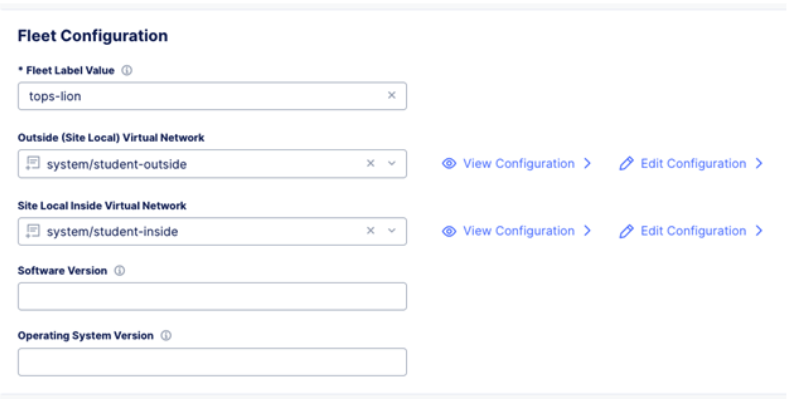 Fleet Configuration
* Fleet Label Value
tops-lion
Outside (Site Local) Virtual Network
system/student-outside
View Configuration
Edit Configuration
Site Local Inside Virtual Network
system/student-inside
View Configuration
Edit Configuration
Software Version
Operating System Version